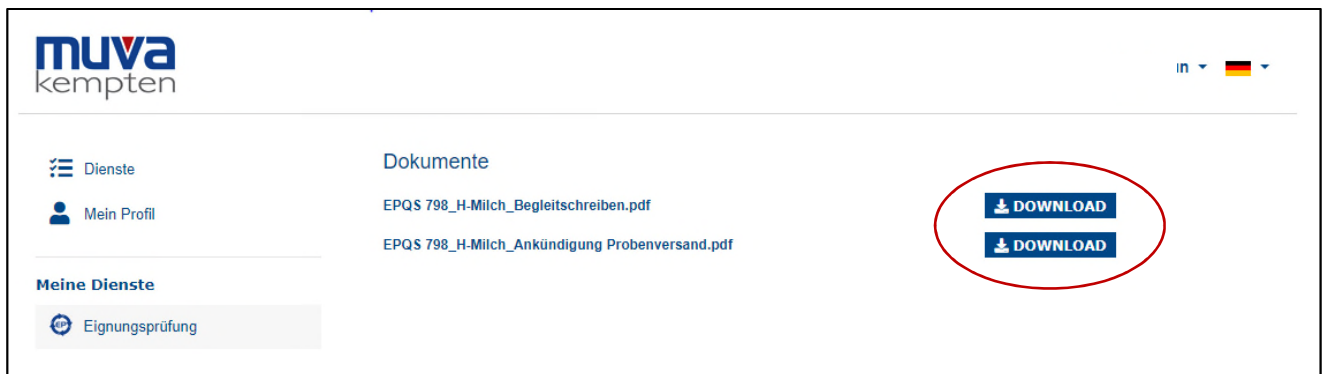 muva
kempten
Dienste
Mein Profil
Meine Dienste
EP
Eignungsprüfung
Dokumente
EPQS 798_H-Milch_Begleitschreiben.pdf
DOWNLOAD
EPQS 798_H-Milch_Ankündigung Probenversand.pdf
DOWNLOAD